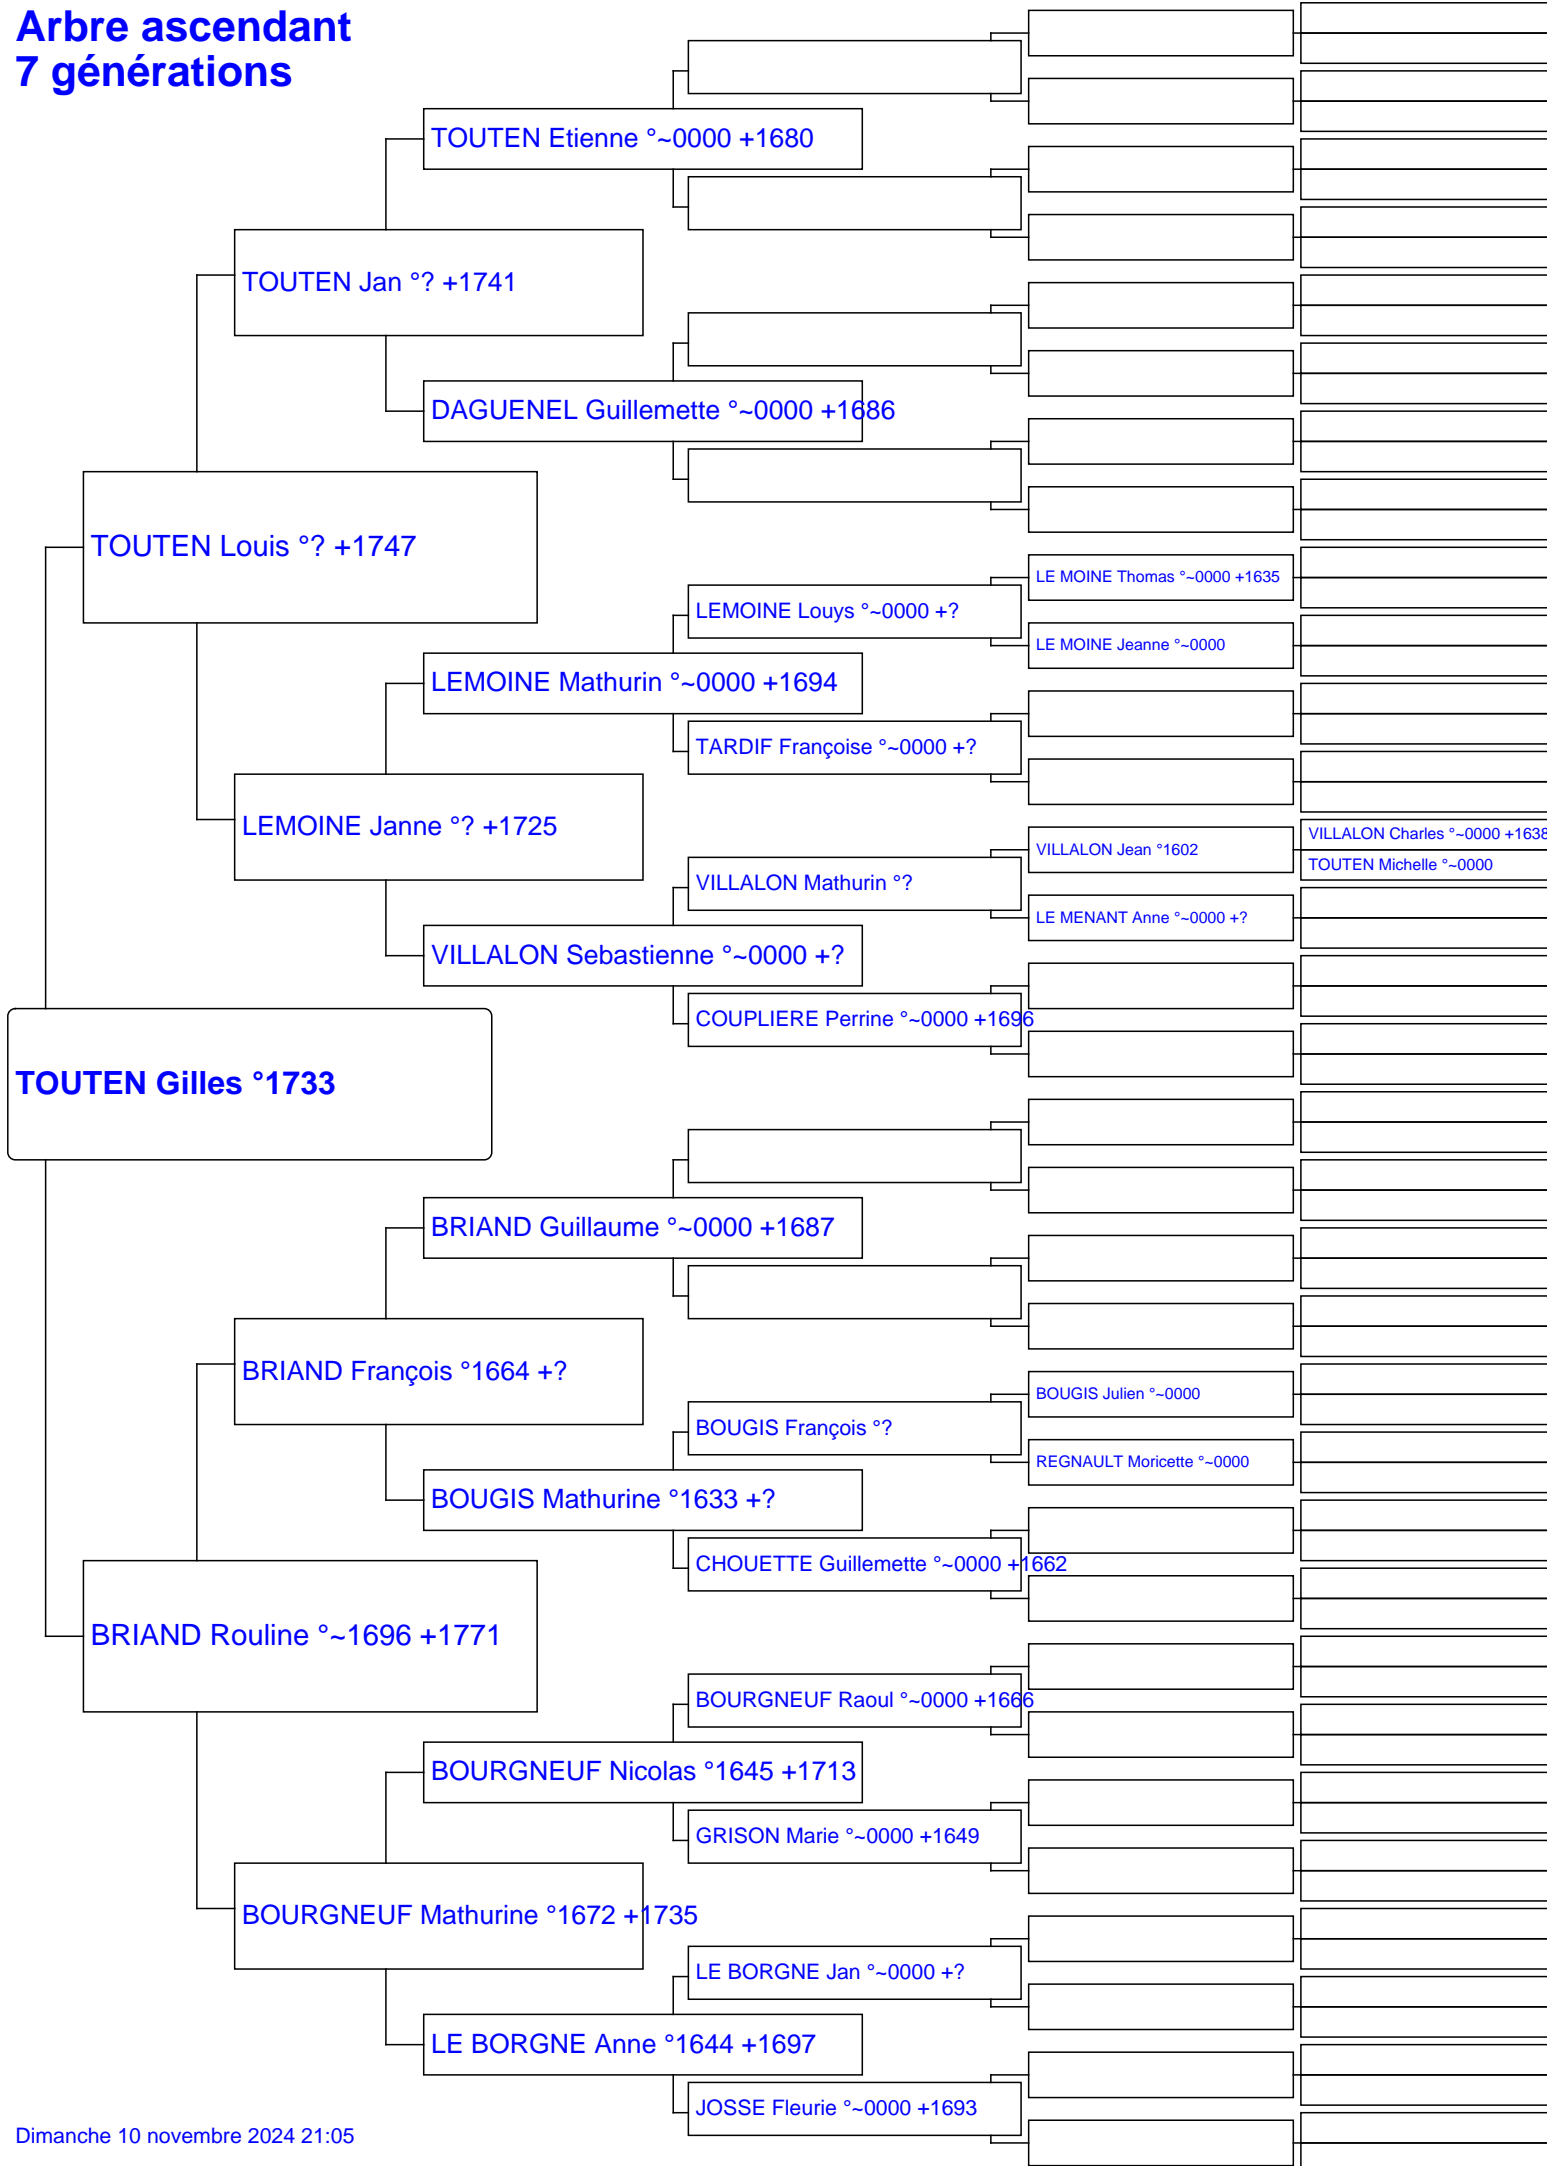 Arbre ascendant
7 générations
TOUTEN Etienne °~0000 +1680
TOUTEN Jan °? +1741
DAGUENEL Guillemette °~0000 +1686
TOUTEN Louis °? +1747
LE MOINE Thomas °~0000 +1635
LEMOINE Louys °~0000 +?
LE MOINE Jeanne °~0000
LEMOINE Mathurin °~0000 +1694
TARDIF Françoise °~0000 +?
LEMOINE Janne °? +1725
VILLALON Charles °~0000 +1638
VILLALON Jean °1602
TOUTEN Michelle °~0000
VILLALON Mathurin °?
LE MENANT Anne °~0000 +?
VILLALON Sebastienne °~0000 +?
COUPLIERE Perrine °~0000 +1696
TOUTEN Gilles °1733
BRIAND Guillaume °~0000 +1687
BRIAND François °1664 +?
BOUGIS Julien °~0000
BOUGIS François °?
REGNAULT Moricette °~0000
BOUGIS Mathurine °1633 +?
CHOUETTE Guillemette °~0000 +1662
BRIAND Rouline °~1696 +1771
BOURGNEUF Raoul °~0000 +1666
BOURGNEUF Nicolas °1645 +1713
GRISON Marie °~0000 +1649
BOURGNEUF Mathurine °1672 +1735
LE BORGNE Jan °~0000 +?
LE BORGNE Anne °1644 +1697
JOSSE Fleurie °~0000 +1693
Dimanche 10 novembre 2024 21:05